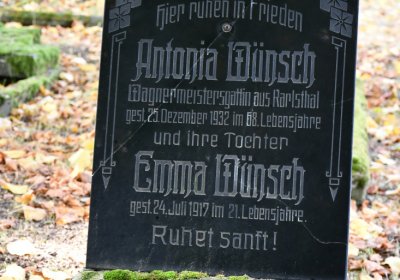 Hier ruhen in Frieden
Antonia Wünsch
Wagnermeistersgattin aus Karlsthal
gest. 25. Dezember 1932 im 68. Lebensjahre
und ihre Tochter
Emma Wünsch
gest. 24. Juli 1917 im 21. Lebensjahre.
Ruhet sanft!